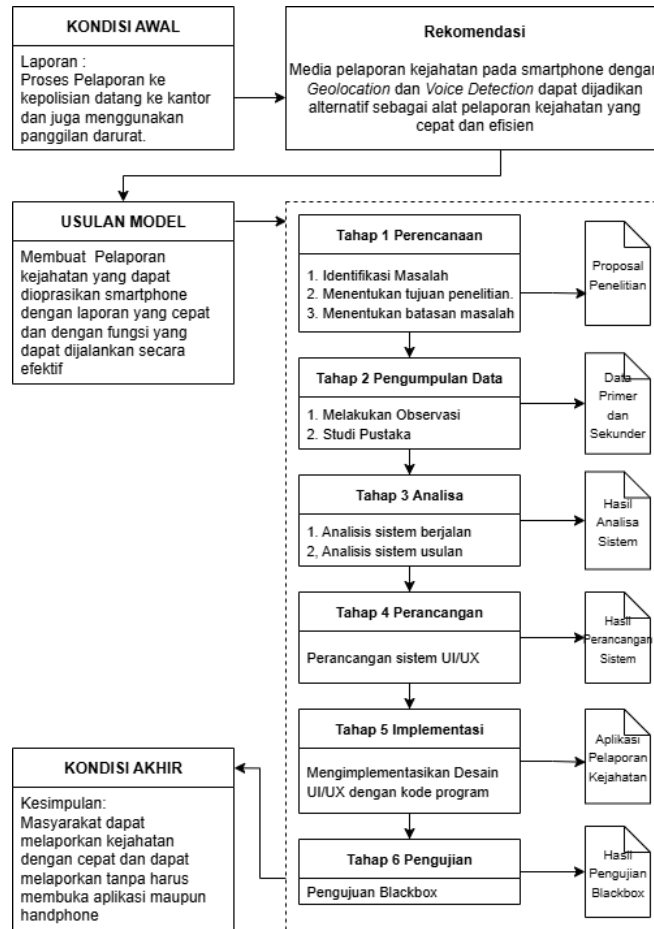 KONDISI AWAL
Laporan :
Proses Pelaporan ke
kepolisian datang ke kantor
dan juga menggunakan
panggilan darurat.
Rekomendasi
Media pelaporan kejahatan pada smartphone dengan
Geolocation dan Voice Detection dapat dijadikan
alternatif sebagai alat pelaporan kejahatan yang
cepat dan efisien
USULAN MODEL
Membuat Pelaporan
kejahatan yang dapat
dioprasikan smartphone
dengan laporan yang cepat
dan dengan fungsi yang
dapat dijalankan secara
efektif
Tahap 1 Perencanaan
1. Identifikasi Masalah
2. Menentukan tujuan penelitian.
3. Menentukan batasan masalah
Proposal
Penelitian
Tahap 2 Pengumpulan Data
1. Melakukan Observasi
2. Studi Pustaka
Data
Primer
dan
Sekunder
Tahap 3 Analisa
1. Analisis sistem berjalan
2, Analisis sistem usulan
Hasil
Analisa
Sistem
Tahap 4 Perancangan
Perancangan sistem UI/UX
Hasil
Perancangan
Sistem
Tahap 5 Implementasi
Mengimplementasikan Desain
UI/UX dengan kode program
Aplikasi
Pelaporan
Kejahatan
Tahap 6 Pengujian
Pengujuan Blackbox
Hasil
Pengujian
Blackbox
KONDISI AKHIR
Kesimpulan:
Masyarakat dapat
melaporkan kejahatan
dengan cepat dan dapat
melaporkan tanpa harus
membuka aplikasi maupun
handphone